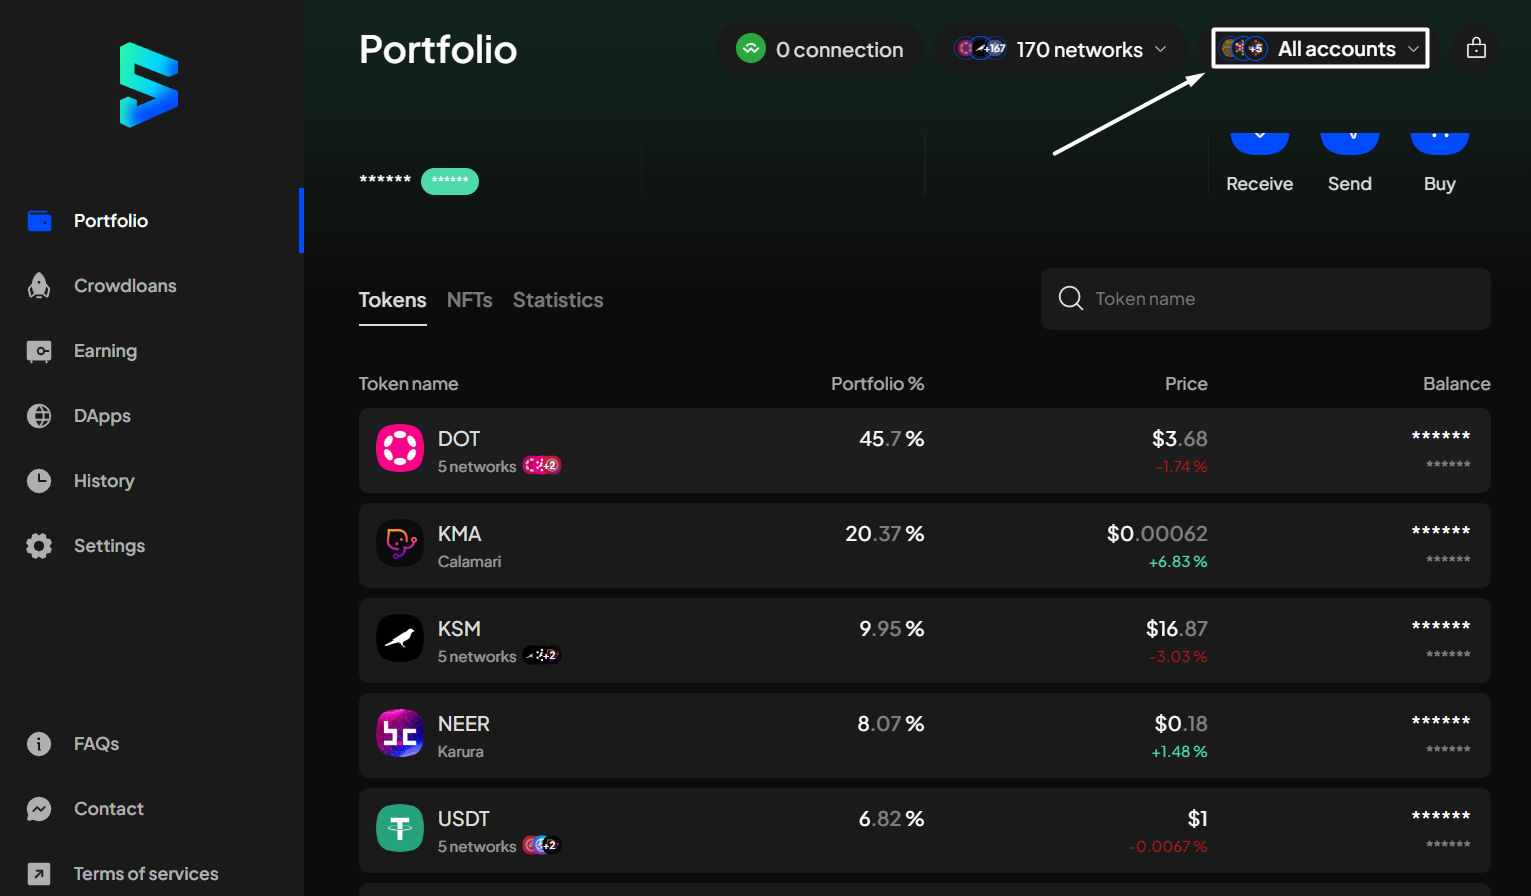 Portfolio
0 connection
+167 170 networks
+5 All accounts
****** ******
Receive
Send
Buy
Portfolio
Crowdloans
Earning
DApps
History
Settings
FAQs
Contact
Terms of services
Tokens NFTs Statistics
Token name
Token name Portfolio % Price Balance
DOT 45.7 % $3.68 ******
5 networks +2 -1.74 % ******
KMA 20.37 % $0.00062 ******
Calamari +6.83 % ******
KSM 9.95 % $16.87 ******
5 networks +2 -3.03 % ******
NEER 8.07 % $0.18 ******
Karura +1.48 % ******
USDT 6.82 % $1 ******
5 networks +2 -0.0067 % ******